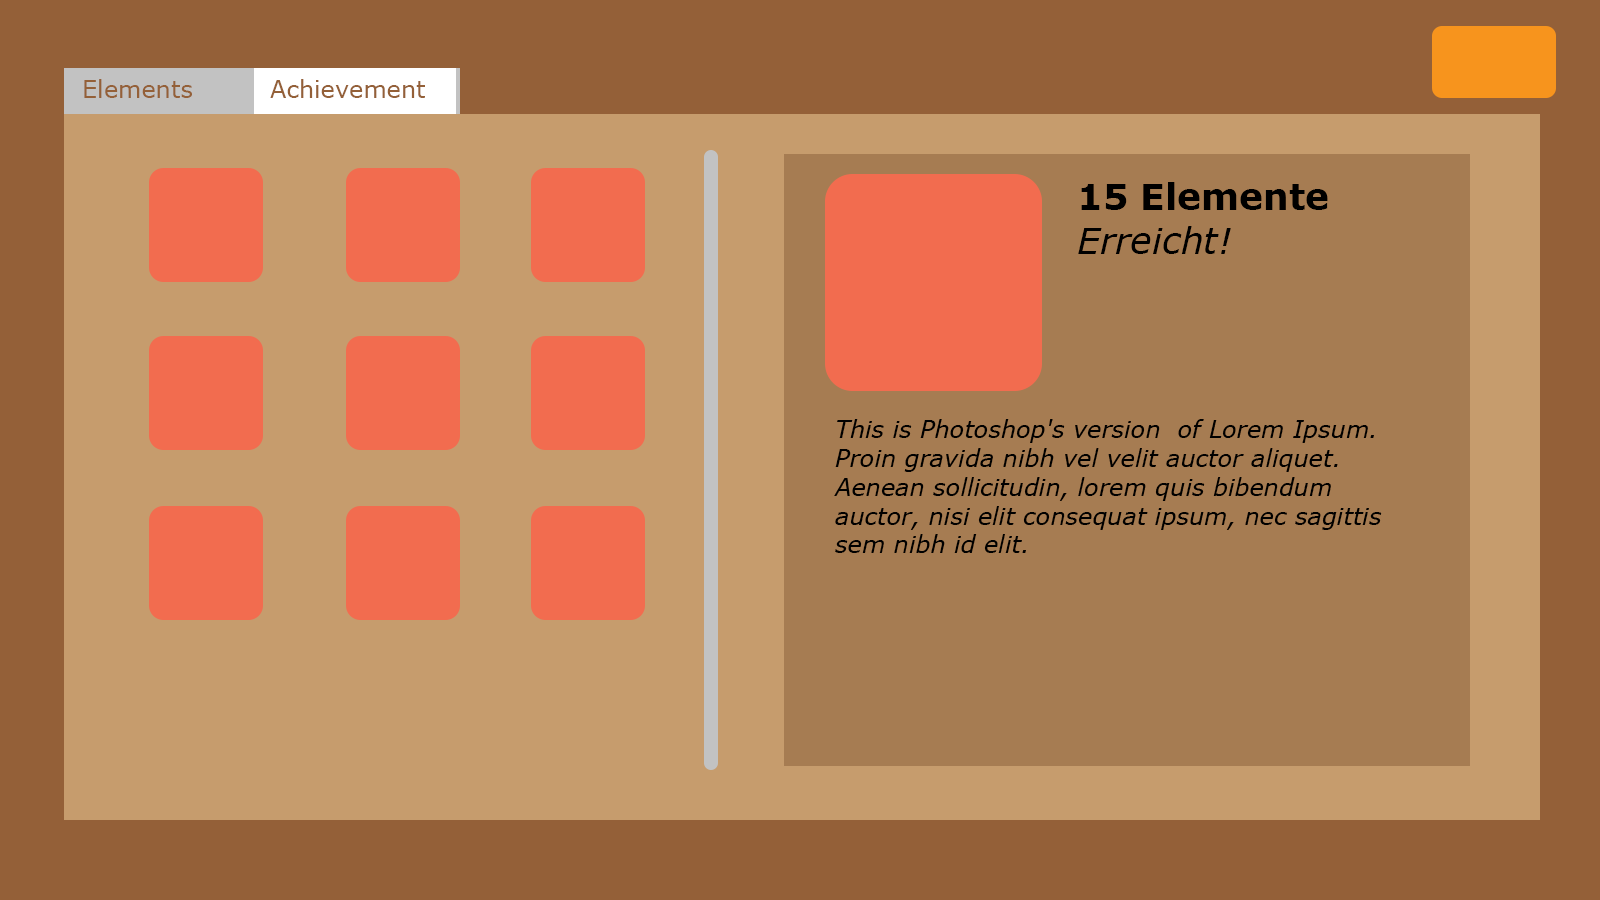 Elements
Achievement
15 Elemente
Erreicht!
This is Photoshop's version  of Lorem Ipsum.
Proin gravida nibh vel velit auctor aliquet.
Aenean sollicitudin, lorem quis bibendum
auctor, nisi elit consequat ipsum, nec sagittis
sem nibh id elit.